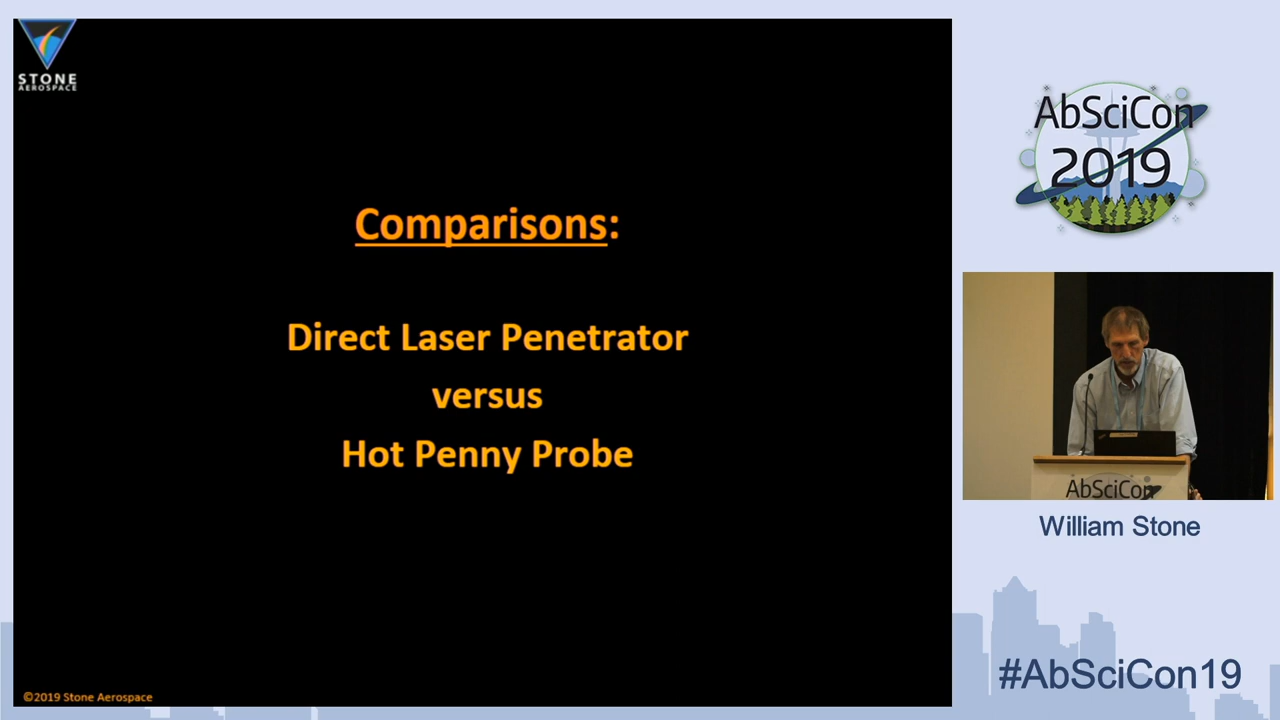 STONE
AEROSPACE
Comparisons:
Direct Laser Penetrator
versus
Hot Penny Probe
©2019 Stone Aerospace
AbSciCon
2019
AbSciCon
William Stone
#AbSciCon19